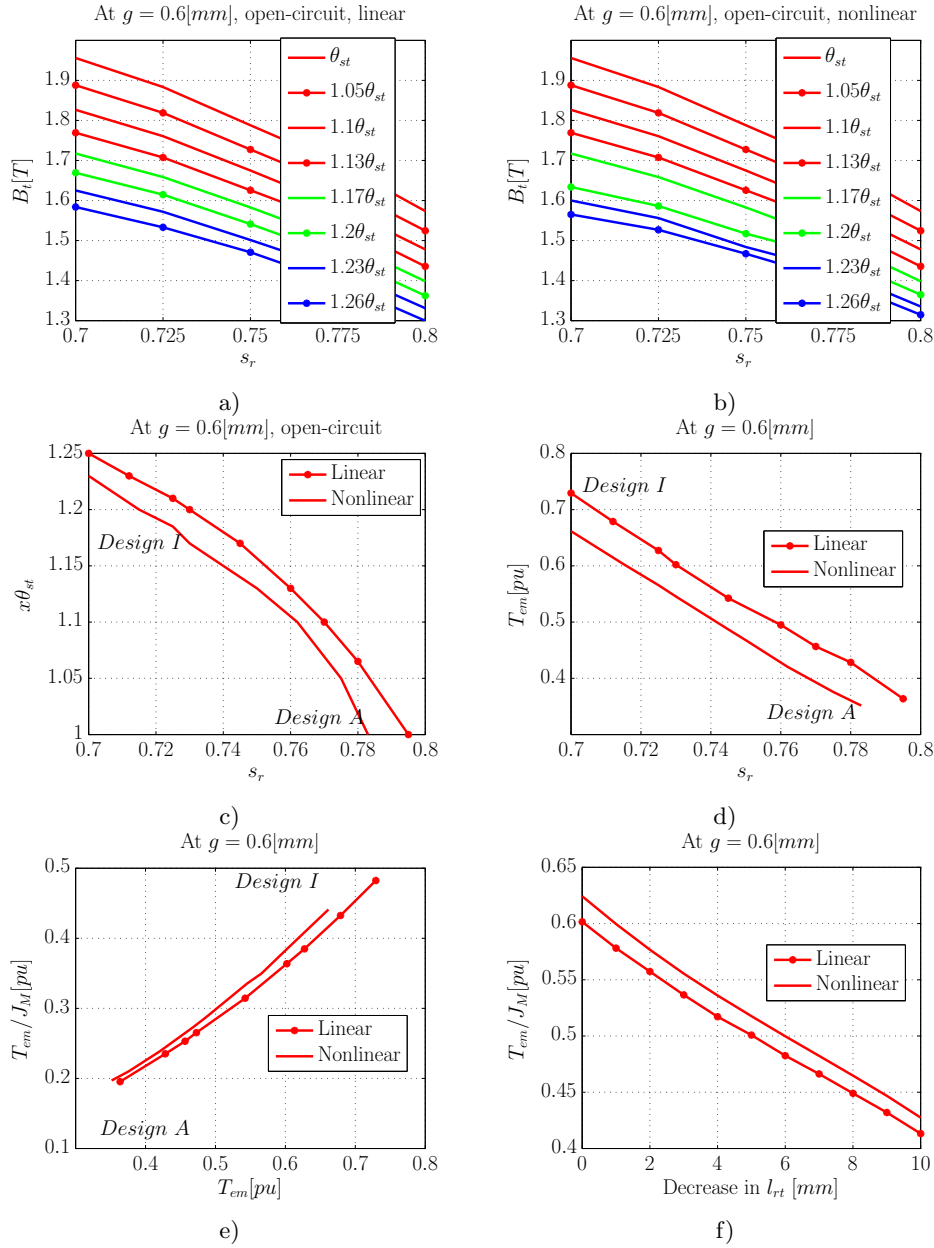 At g = 0.6[mm], open-circuit, linear
B_t[T]
1.9
1.8
1.7
1.6
1.5
1.4
1.3
0.7
0.725
0.75
0.775
0.8
s_r
θ_st
1.05θ_st
1.1θ_st
1.13θ_st
1.17θ_st
1.2θ_st
1.23θ_st
1.26θ_st
a)
At g = 0.6[mm], open-circuit, nonlinear
B_t[T]
1.9
1.8
1.7
1.6
1.5
1.4
1.3
0.7
0.725
0.75
0.775
0.8
s_r
θ_st
1.05θ_st
1.1θ_st
1.13θ_st
1.17θ_st
1.2θ_st
1.23θ_st
1.26θ_st
b)
At g = 0.6[mm], open-circuit
xθ_st
1.25
1.2
1.15
1.1
1.05
1
0.7
0.72
0.74
0.76
0.78
0.8
s_r
Linear
Nonlinear
Design I
Design A
c)
At g = 0.6[mm]
T_em[pu]
0.8
0.7
0.6
0.5
0.4
0.7
0.72
0.74
0.76
0.78
0.8
s_r
Design I
Linear
Nonlinear
Design A
d)
At g = 0.6[mm]
T_em/J_M[pu]
0.5
0.4
0.3
0.2
0.1
0.4
0.5
0.6
0.7
0.8
T_em[pu]
Design I
Linear
Nonlinear
Design A
e)
At g = 0.6[mm]
T_em/J_M[pu]
0.65
0.6
0.55
0.5
0.45
0.4
0
2
4
6
8
10
Decrease in l_rt [mm]
Linear
Nonlinear
f)